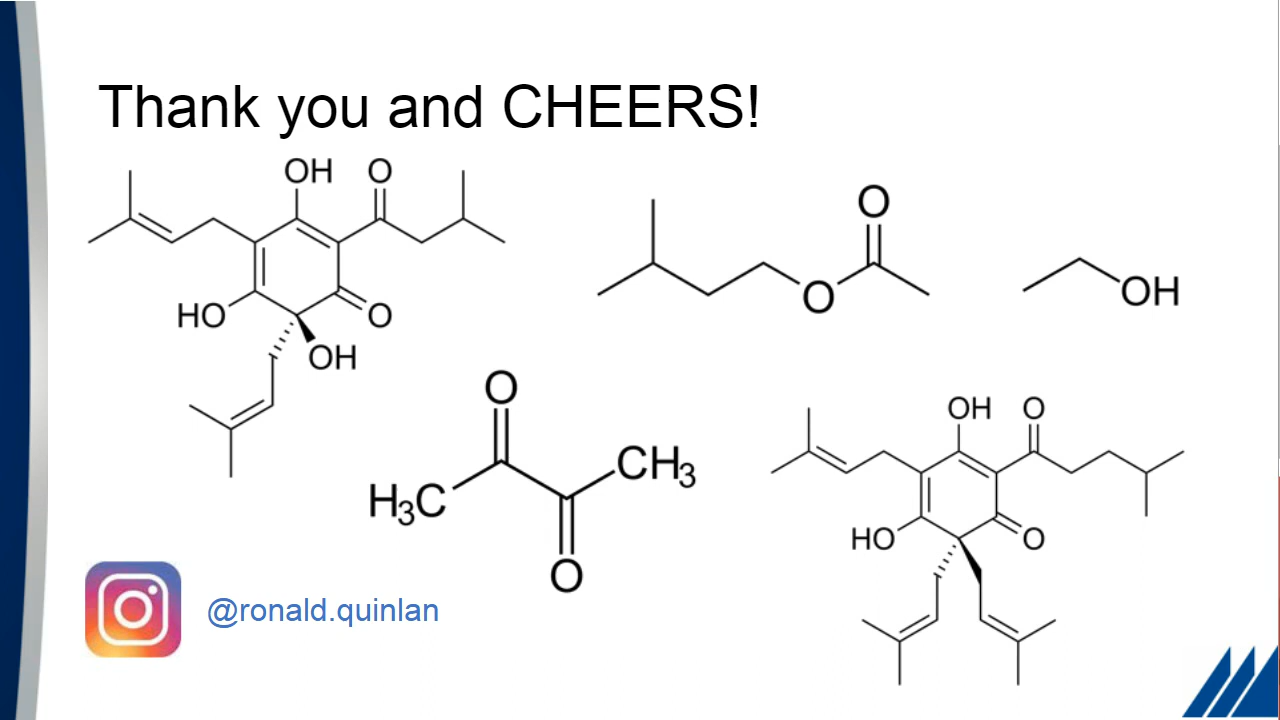 Thank you and CHEERS!
OH O
HO O
OH
O
O
OH
O
H₃C CH₃
O
OH O
HO O
@ronald.quinlan